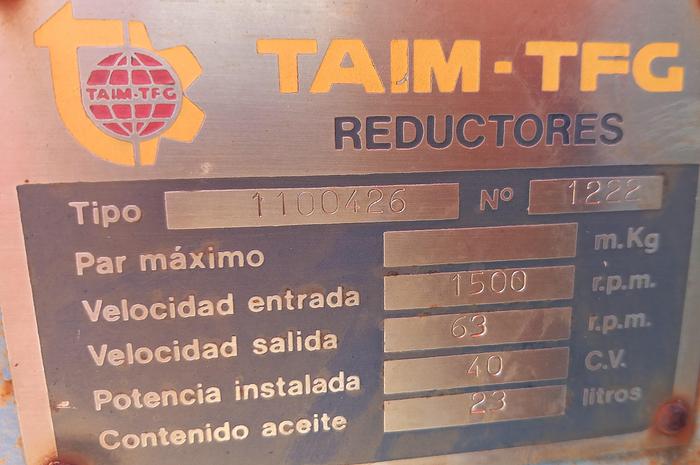 TAIM-TFG
TAIM-TFG
REDUCTORES
Tipo 1100426 Nº 1222
Par máximo m.Kg
Velocidad entrada 1500 r.p.m.
Velocidad salida 63 r.p.m.
Potencia instalada 40 C.V.
Contenido aceite 23 litros